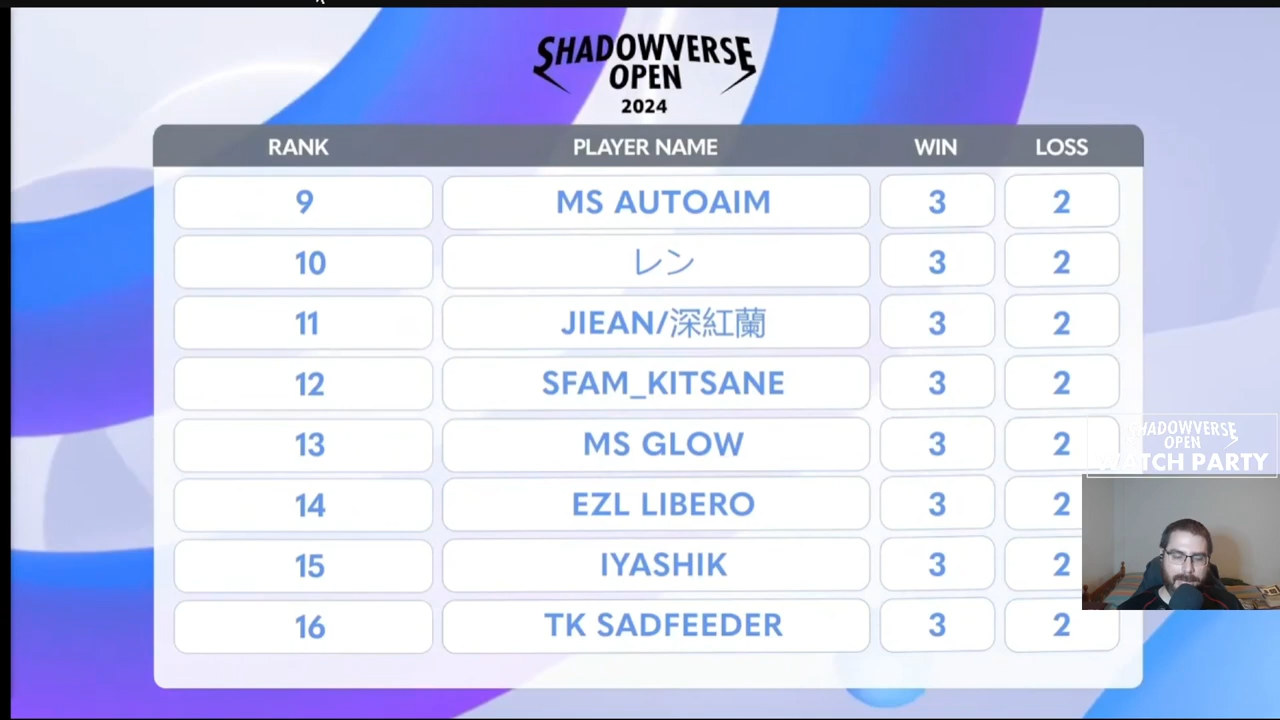 SHADOWVERSE
OPEN
2024
RANK PLAYER NAME WIN LOSS
9 MS AUTOAIM 3 2
10 レン 3 2
11 JIEAN/深紅蘭 3 2
12 SFAM_KITSANE 3 2
13 MS GLOW 3 2
14 EZL LIBERO 3 2
15 IYASHIK 3 2
16 TK SADFEEDER 3 2
SHADOWVERSE
OPEN
WATCH PARTY